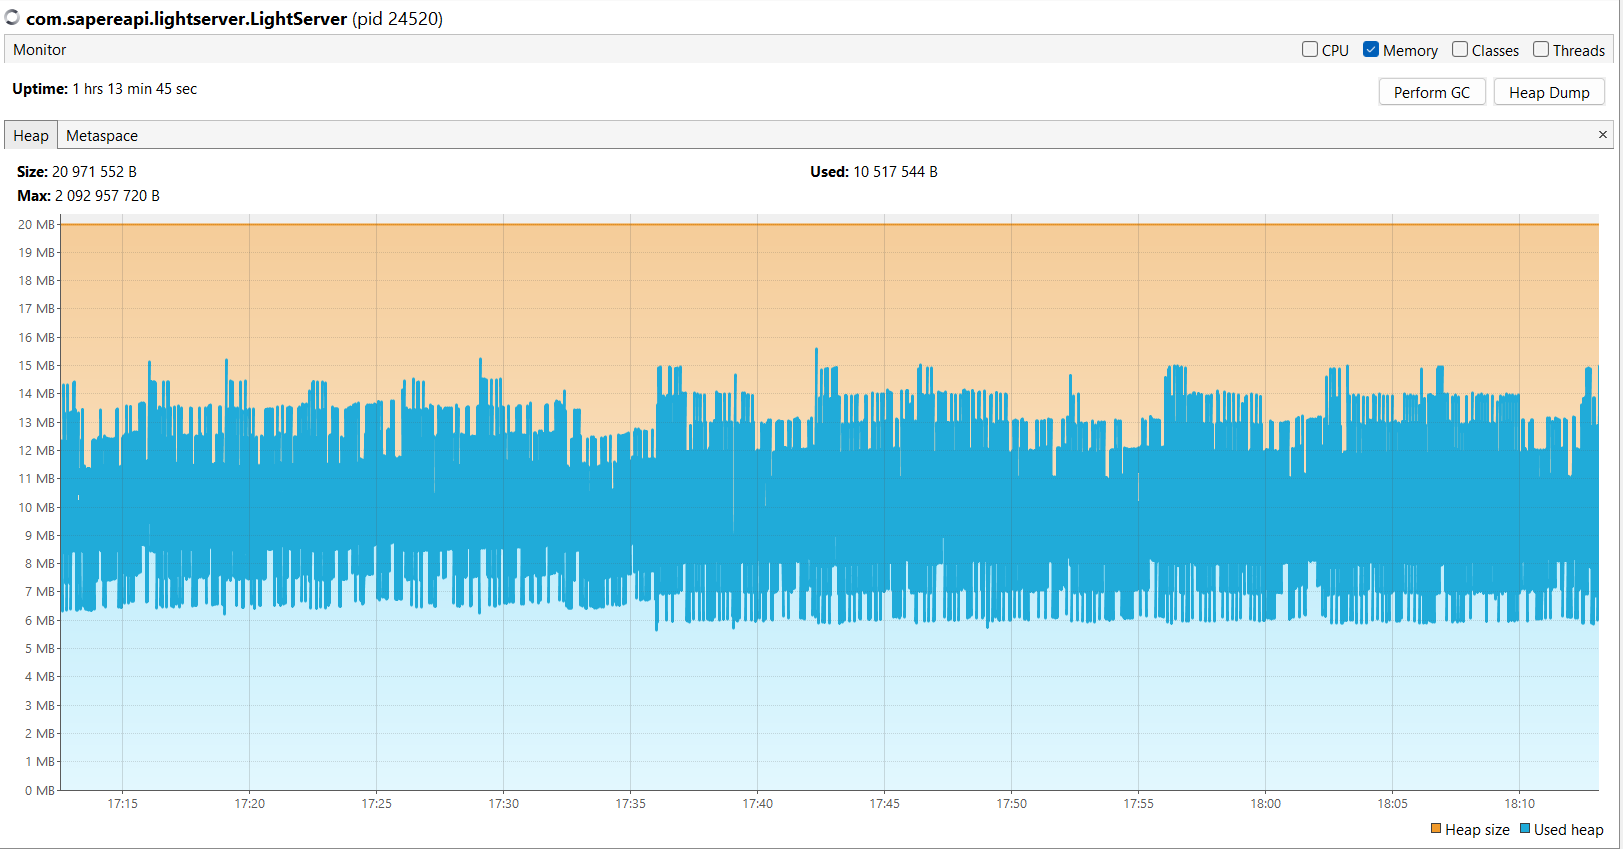 com.sapereapi.lightserver.LightServer (pid 24520)
Monitor CPU Memory Classes Threads
Uptime: 1 hrs 13 min 45 sec Perform GC Heap Dump
Heap Metaspace ×
Size: 20 971 552 B Used: 10 517 544 B
Max: 2 092 957 720 B
20 MB
19 MB
18 MB
17 MB
16 MB
15 MB
14 MB
13 MB
12 MB
11 MB
10 MB
9 MB
8 MB
7 MB
6 MB
5 MB
4 MB
3 MB
2 MB
1 MB
0 MB
17:15 17:20 17:25 17:30 17:35 17:40 17:45 17:50 17:55 18:00 18:05 18:10
Heap size Used heap